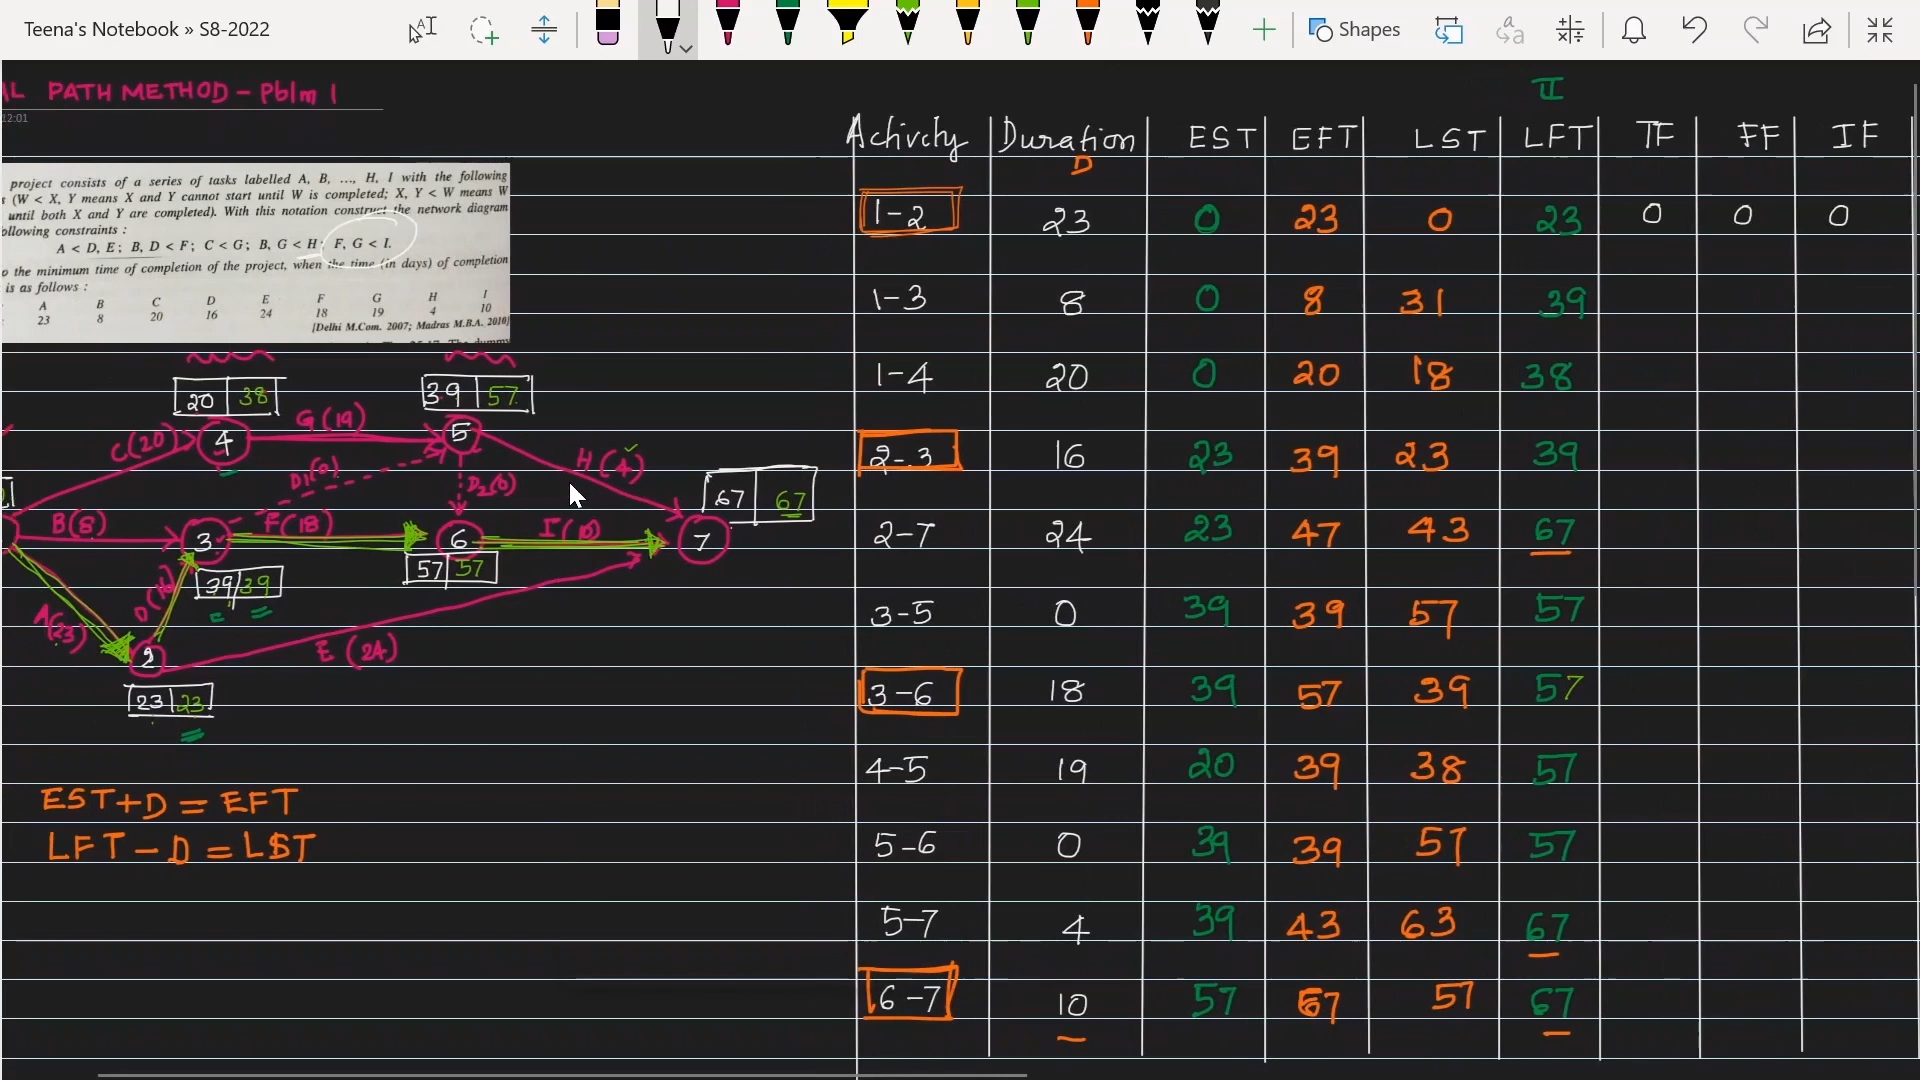 Teena's Notebook » S8-2022
Shapes
AL PATH METHOD - Pblm 1
12:01
project consists of a series of tasks labelled A, B, ..., H, I with the following
s (W < X, Y means X and Y cannot start until W is completed; X, Y < W means W
until both X and Y are completed). With this notation construct the network diagram
ollowing constraints :
A < D, E; B, D < F; C < G; B, G < H; F, G < I.
o the minimum time of completion of the project, when the time (in days) of completion
is as follows :
A B C D E F G H I
23 8 20 16 24 18 19 4 10
[Delhi M.Com. 2007; Madras M.B.A. 2010]
20 38
39 57
C(20)
4
G(19)
5
D1(0)
H(4)
D2(0)
67 67
B(8)
3
F(18)
6
I(10)
7
39 39
57 57
A(23)
D(16)
2
E(24)
23 23
EST+D = EFT
LFT - D = LST
II
Activity Duration EST EFT LST LFT TF FF IF
D
1-2 23 0 23 0 23 0 0 0
1-3 8 0 8 31 39
1-4 20 0 20 18 38
2-3 16 23 39 23 39
2-7 24 23 47 43 67
3-5 0 39 39 57 57
3-6 18 39 57 39 57
4-5 19 20 39 38 57
5-6 0 39 39 57 57
5-7 4 39 43 63 67
6-7 10 57 67 57 67